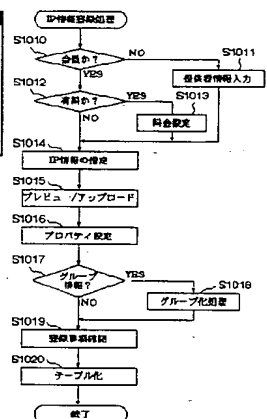 IP情報登録処理
S1010
会員か?
NO
S1011
YES
提供者情報入力
S1012
有料か?
YES
S1013
NO
料金設定
S1014
IP情報の指定
S1015
プレビュー/アップロード
S1016
プロパティ設定
S1017
グループ
情報?
YES
S1018
NO
グループ化処理
S1019
登録事項確認
S1020
テーブル化
終了